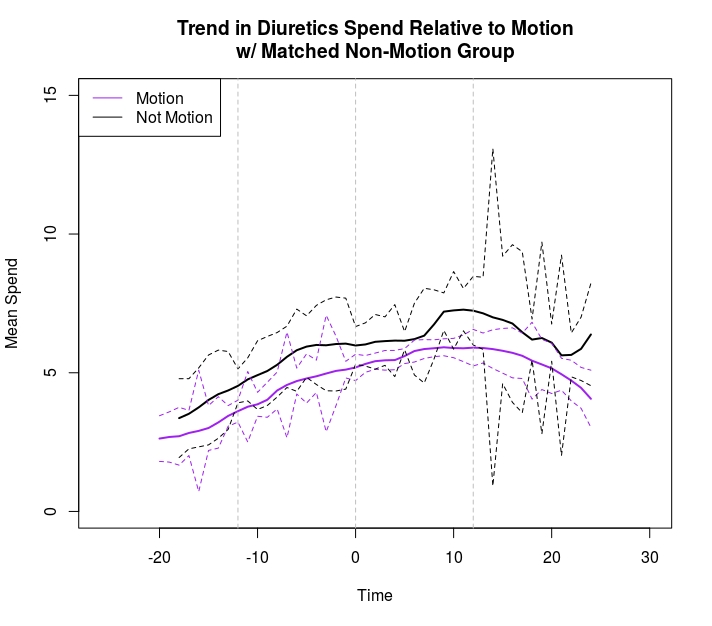 Trend in Diuretics Spend Relative to Motion
w/ Matched Non-Motion Group
Motion
Not Motion
15
10
5
0
Mean Spend
-20 -10 0 10 20 30
Time